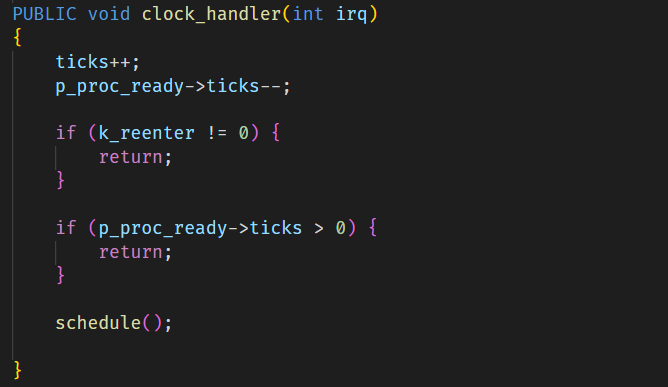 PUBLIC void clock_handler(int irq)
{
    ticks++;
    p_proc_ready->ticks--;

    if (k_reenter != 0) {
        return;
    }

    if (p_proc_ready->ticks > 0) {
        return;
    }

    schedule();

}